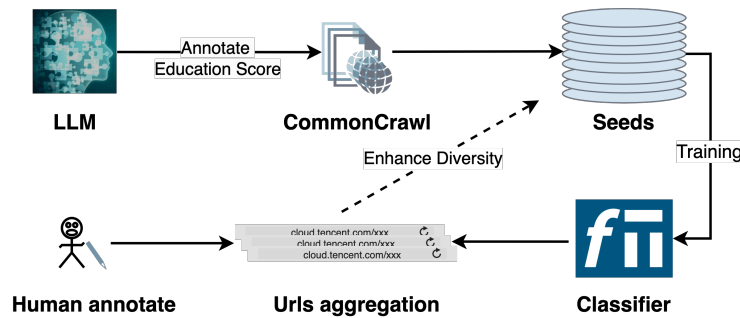 Annotate
Education Score
LLM
CommonCrawl
Seeds
Enhance Diversity
Training
cloud.tencent.com/xxx
cloud.tencent.com/xxx
cloud.tencent.com/xxx
Human annotate
Urls aggregation
Classifier